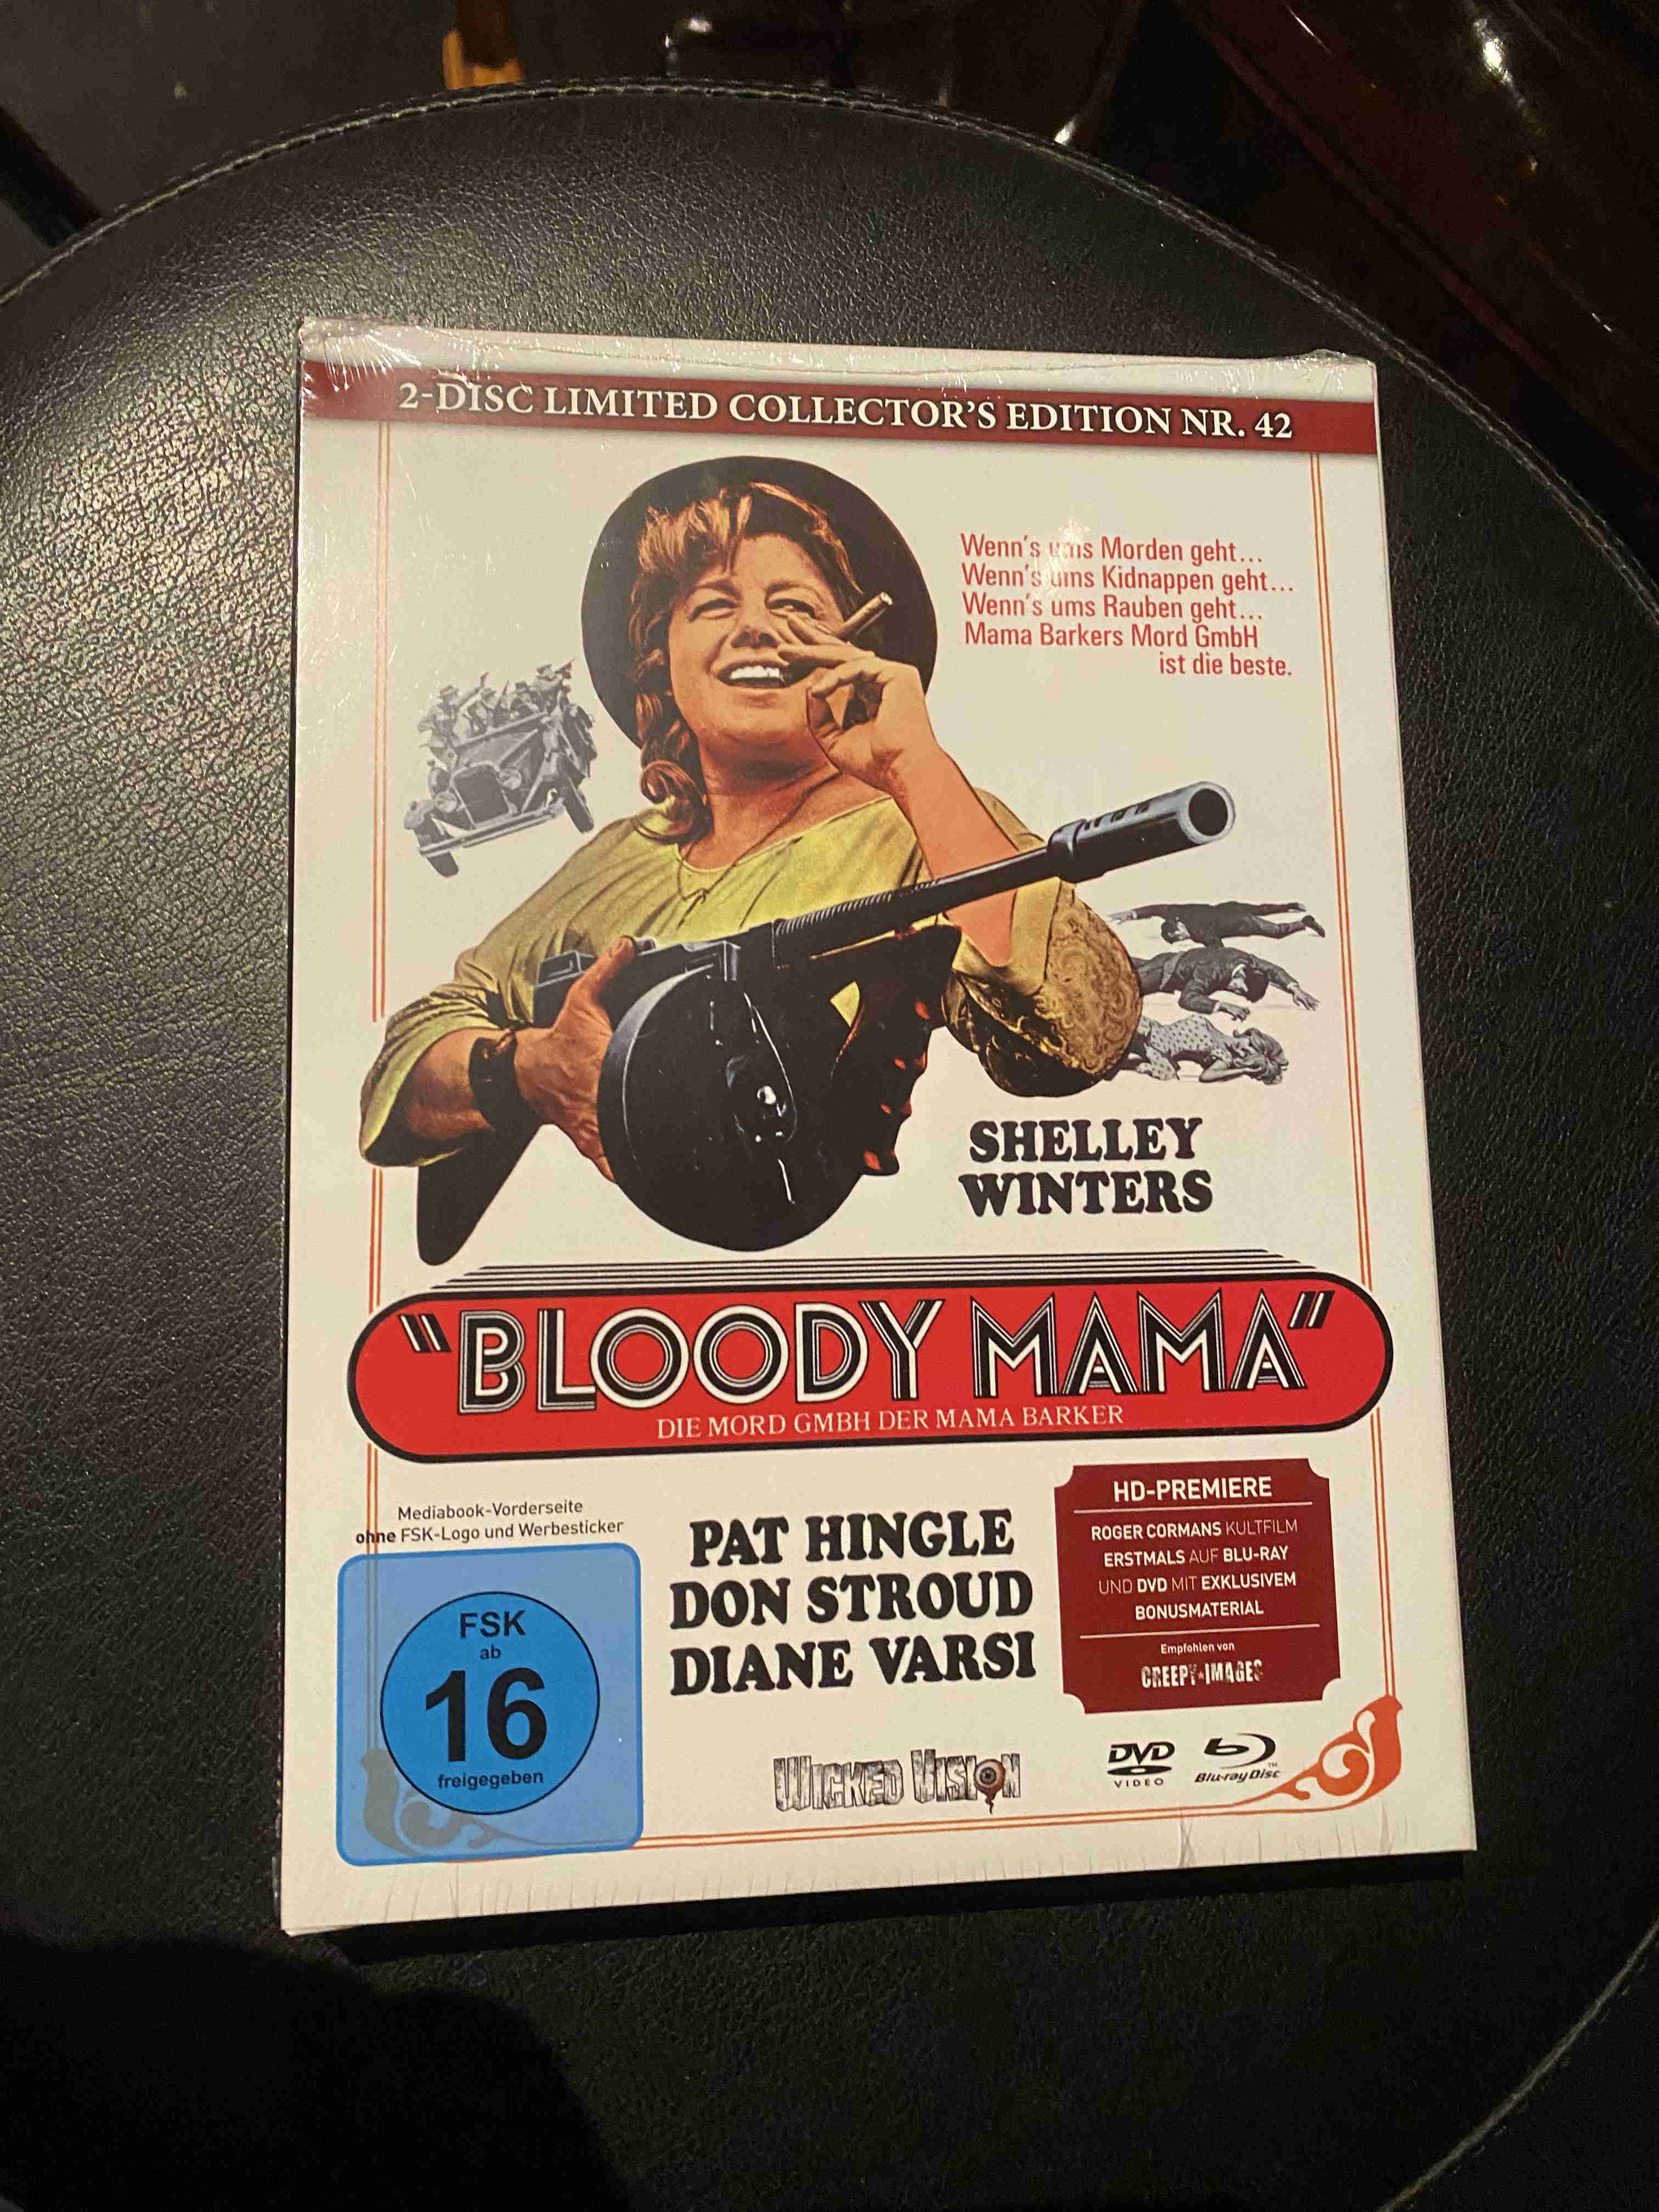 2-DISC LIMITED COLLECTOR'S EDITION NR. 42
Wenn's ums Morden geht...
Wenn's ums Kidnappen geht...
Wenn's ums Rauben geht...
Mama Barkers Mord GmbH
ist die beste.
SHELLEY
WINTERS
"BLOODY MAMA"
DIE MORD GMBH DER MAMA BARKER
Mediabook-Vorderseite
ohne FSK-Logo und Werbesticker
FSK
ab
16
freigegeben
PAT HINGLE
DON STROUD
DIANE VARSI
HD-PREMIERE
ROGER CORMANS KULTFILM
ERSTMALS AUF BLU-RAY
UND DVD MIT EXKLUSIVEM
BONUSMATERIAL
Empfohlen von
CREEPY*IMAGES
WICKED VISION
DVD
VIDEO
Blu-ray Disc™